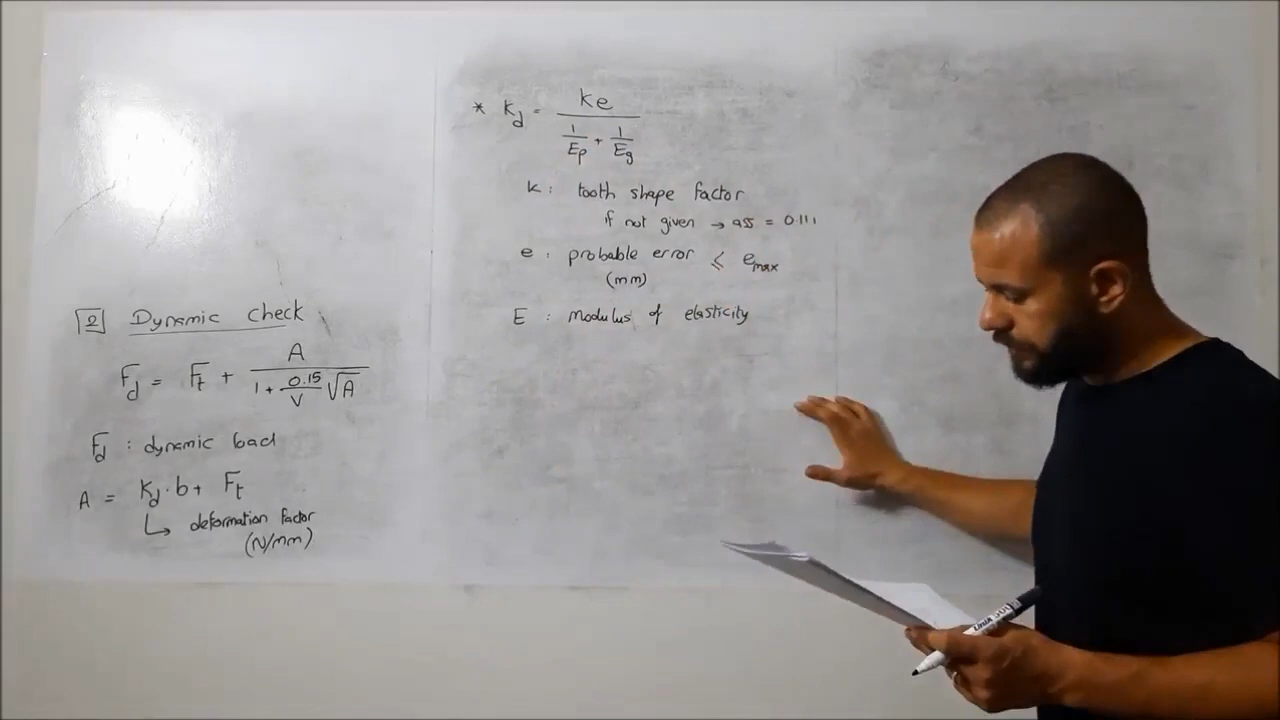 2 Dynamic check
Fd = Ft + A / (1 + 0.15/V √A)
Fd : dynamic load
A = Kd . b + Ft
↳ deformation factor
(N/mm)
* Kd = ke / (1/Ep + 1/Eg)
k : tooth shape factor
if not given → ass = 0.111
e : probable error ⩽ emax
(mm)
E : modulus of elasticity